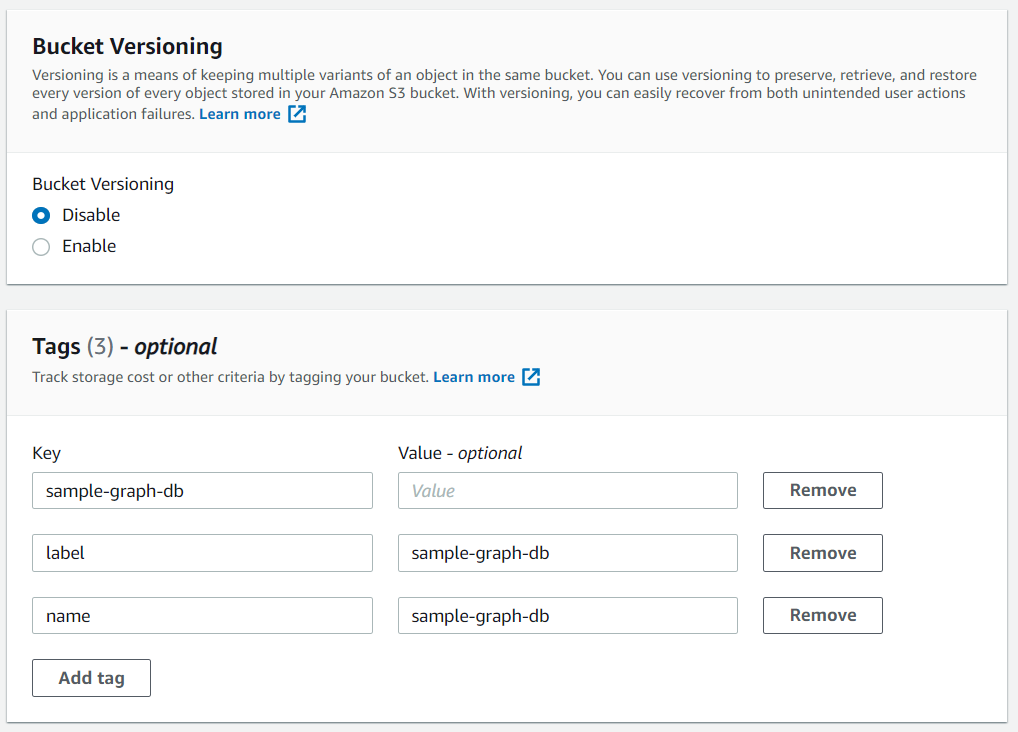 Bucket Versioning
Versioning is a means of keeping multiple variants of an object in the same bucket. You can use versioning to preserve, retrieve, and restore
every version of every object stored in your Amazon S3 bucket. With versioning, you can easily recover from both unintended user actions
and application failures. Learn more
Bucket Versioning
Disable
Enable
Tags (3) - optional
Track storage cost or other criteria by tagging your bucket. Learn more
Key Value - optional
sample-graph-db Value Remove
label sample-graph-db Remove
name sample-graph-db Remove
Add tag